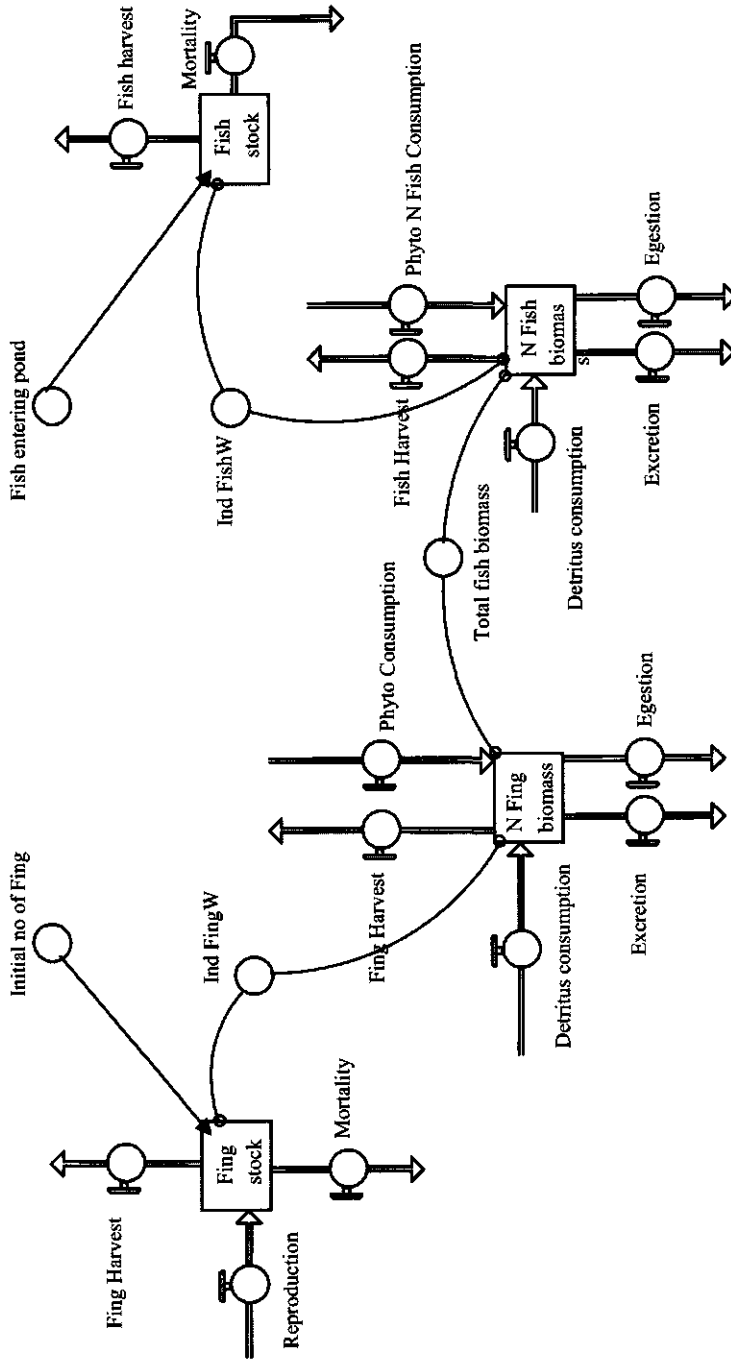 Initial no of Fing
Fish entering pond
Fing Harvest
Fish harvest
Mortality
Ind FingW
Ind FishW
Fing
stock
Fish
stock
Reproduction
Mortality
Fing Harvest
Phyto Consumption
Fish Harvest
Phyto N Fish Consumption
Total fish biomass
N Fing
biomass
N Fish
biomas
s
Detritus consumption
Detritus consumption
Excretion
Egestion
Excretion
Egestion